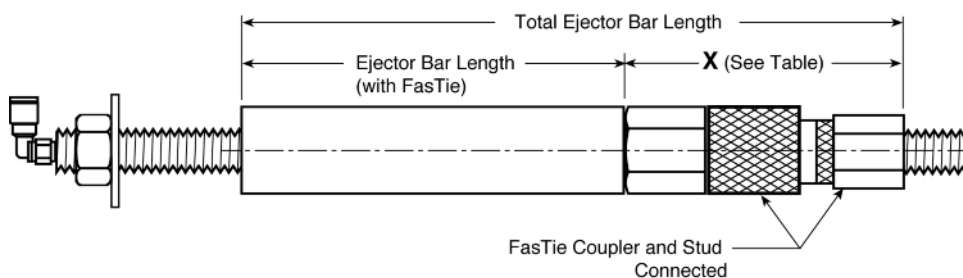 Total Ejector Bar Length
Ejector Bar Length
(with FasTie)
X (See Table)
FasTie Coupler and Stud
Connected